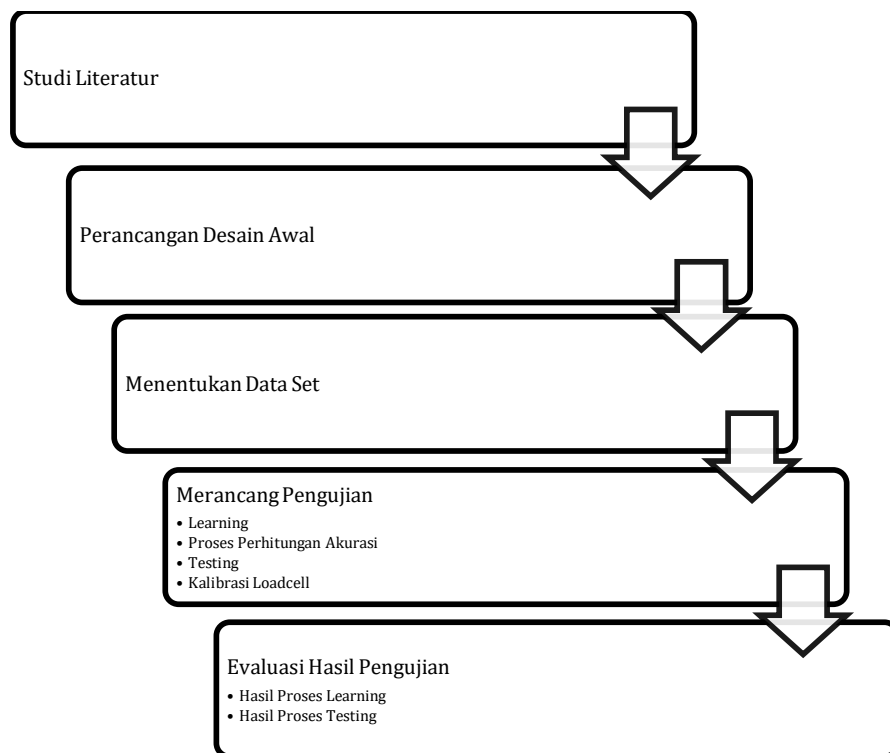 Studi Literatur
Perancangan Desain Awal
Menentukan Data Set
Merancang Pengujian
• Learning
• Proses Perhitungan Akurasi
• Testing
• Kalibrasi Loadcell
Evaluasi Hasil Pengujian
• Hasil Proses Learning
• Hasil Proses Testing